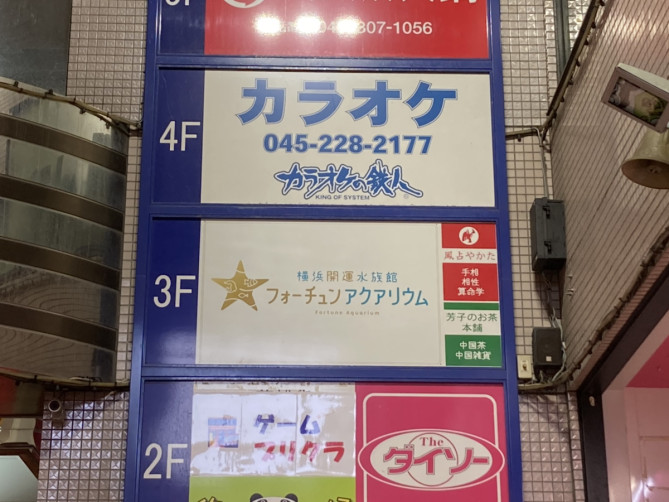 807-1056
4F
カラオケ
045-228-2177
カラオケの鉄人
KING OF SYSTEM
3F
横浜開運水族館
フォーチュンアクアリウム
Fortune Aquarium
風占やかた
手相
相性
算命学
芳子のお茶
本舗
中国茶
中国雑貨
2F
ゲーム
プリクラ
The
ダイソー